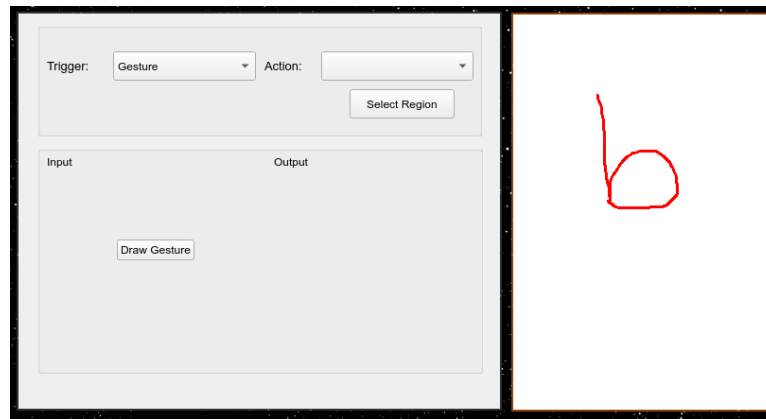 Trigger: Gesture Action:
Select Region
Input Output
Draw Gesture
b